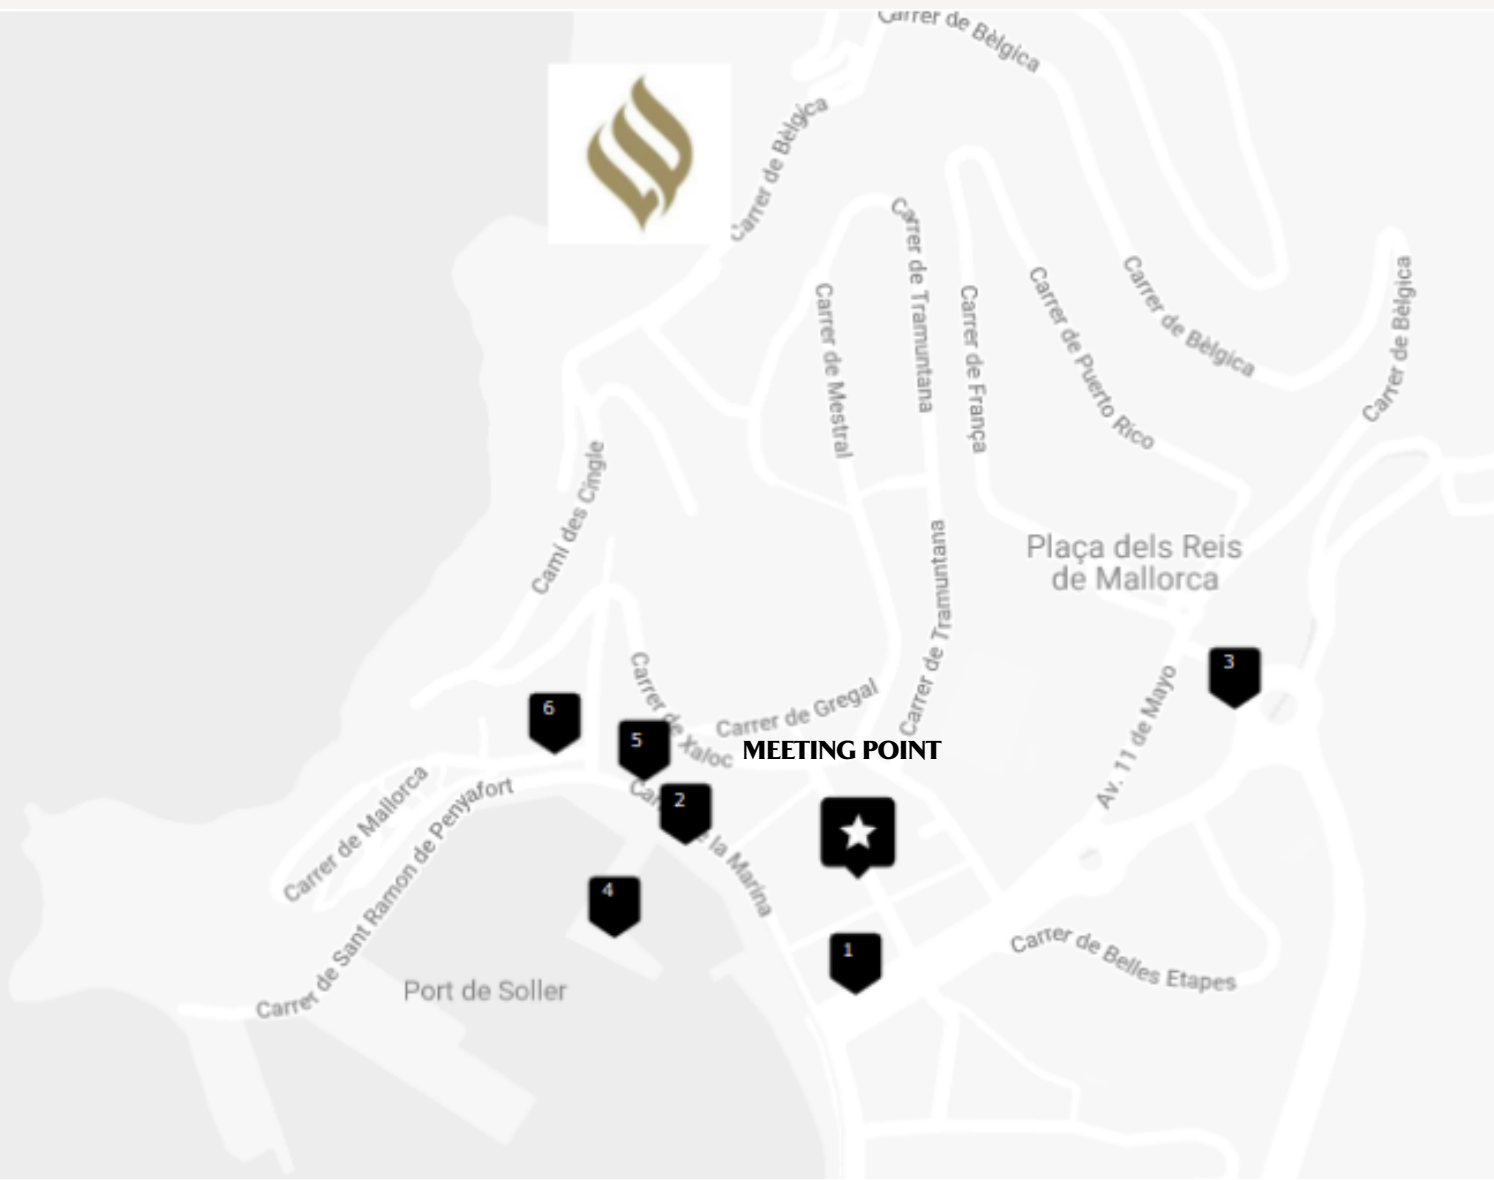 Carrer de Bèlgica
Carrer de Bèlgica
Carrer de Tramuntana
Carrer de Mestral
Carrer de França
Carrer de Puerto Rico
Carrer de Bèlgica
Carrer de Bèlgica
Camí des Cingle
Carrer de Tramuntana
Plaça dels Reis
de Mallorca
3
Carrer de Xaloc
Carrer de Gregal
Av. 11 de Mayo
6
5
MEETING POINT
2
la Marina
Carrer de Mallorca
Carrer de Sant Ramon de Penyafort
4
1
Carrer de Belles Etapes
Port de Soller